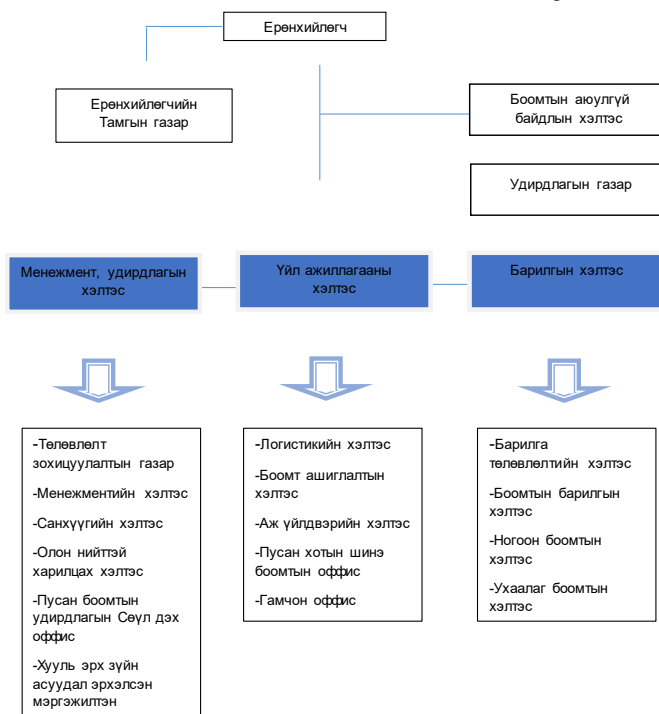 Ерөнхийлөгч
Ерөнхийлөгчийн
Тамгын газар
Боомтын аюулгүй
байдлын хэлтэс
Удирдлагын газар
Менежмент, удирдлагын
хэлтэс
Үйл ажиллагааны
хэлтэс
Барилгын хэлтэс
-Төлөвлөлт
зохицуулалтын газар
-Менежментийн хэлтэс
-Санхүүгийн хэлтэс
-Олон нийттэй
харилцах хэлтэс
-Пусан боомтын
удирдлагын Сөүл дэх
оффис
-Хууль эрх зүйн
асуудал эрхэлсэн
мэргэжилтэн
-Логистикийн хэлтэс
-Боомт ашиглалтын
хэлтэс
-Аж үйлдвэрийн хэлтэс
-Пусан хотын шинэ
боомтын оффис
-Гамчон оффис
-Барилга
төлөвлөлтийн хэлтэс
-Боомтын барилгын
хэлтэс
-Ногоон боомтын
хэлтэс
-Ухаалаг боомтын
хэлтэс